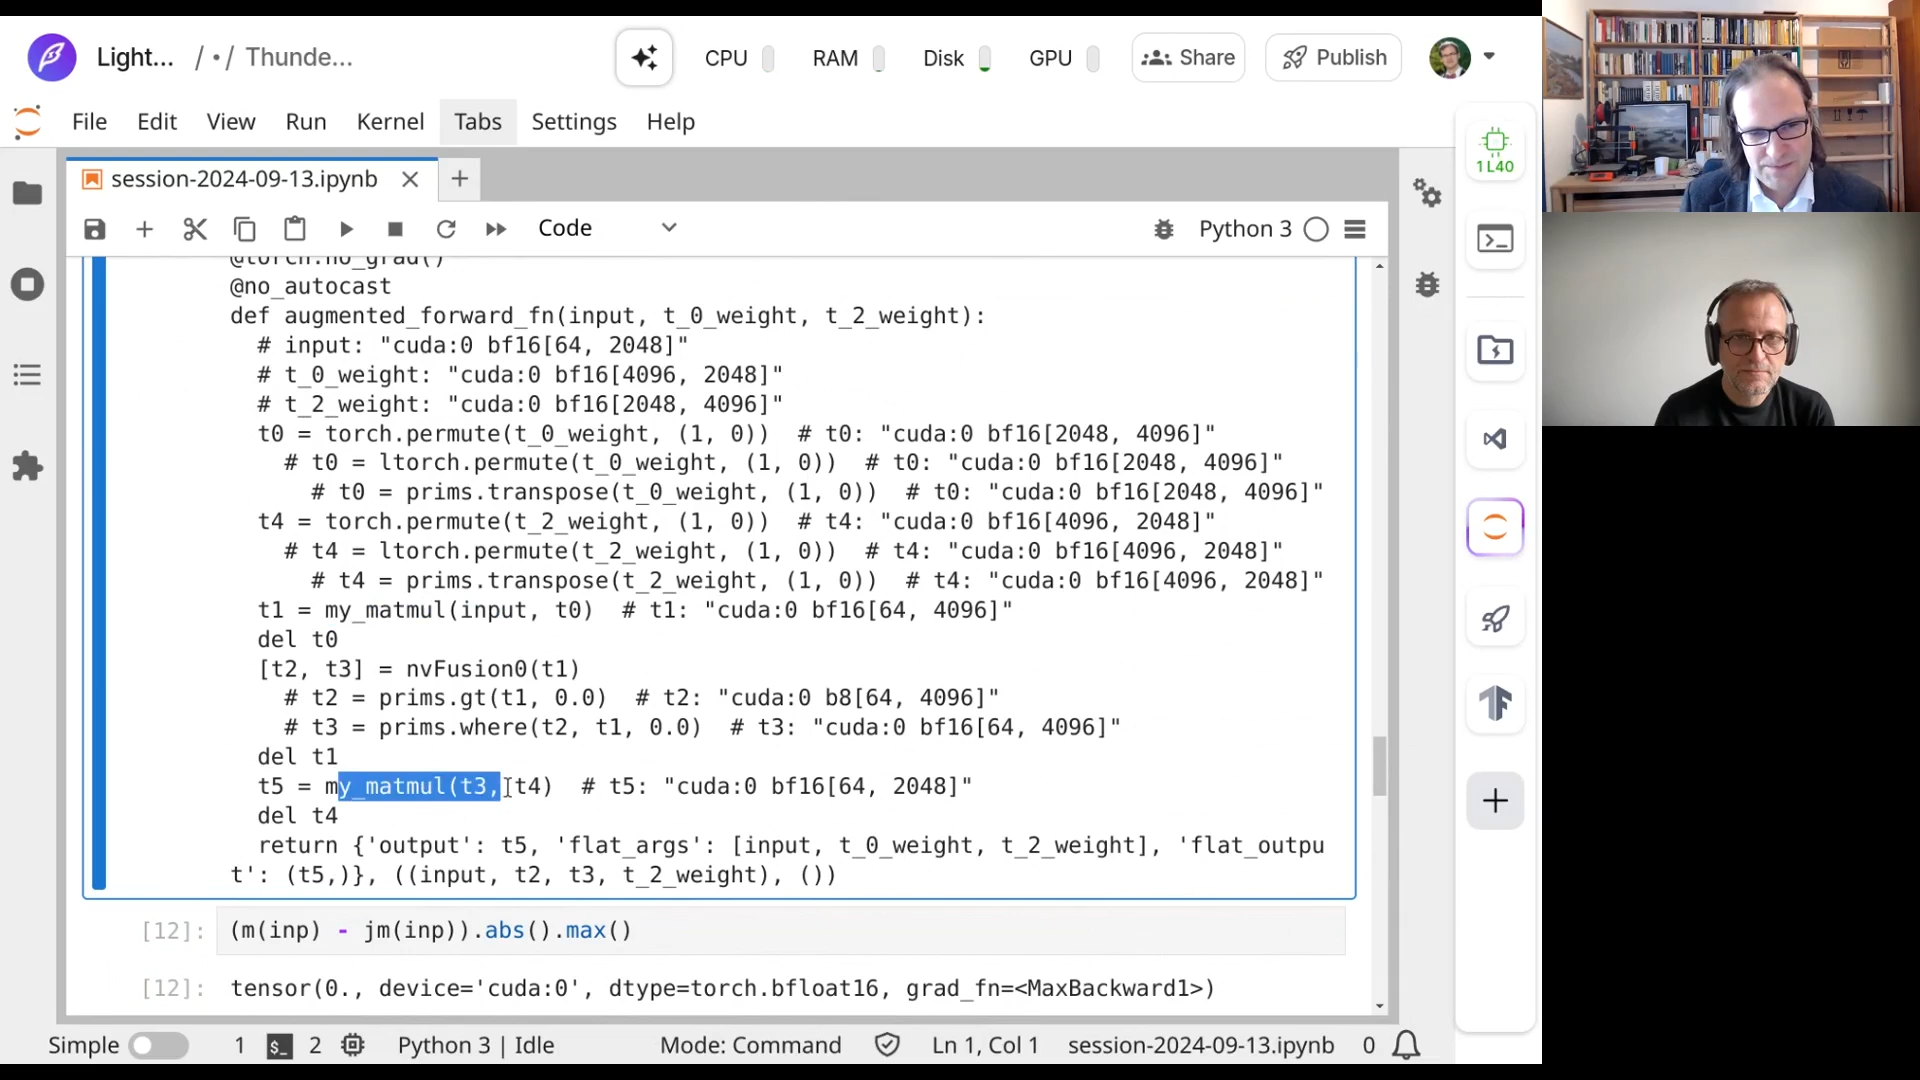 Light... / • / Thunde...
CPU RAM Disk GPU Share Publish
File Edit View Run Kernel Tabs Settings Help
1 L40
session-2024-09-13.ipynb
Code
Python 3
@torch.no_grad()
@no_autocast
def augmented_forward_fn(input, t_0_weight, t_2_weight):
# input: "cuda:0 bf16[64, 2048]"
# t_0_weight: "cuda:0 bf16[4096, 2048]"
# t_2_weight: "cuda:0 bf16[2048, 4096]"
t0 = torch.permute(t_0_weight, (1, 0))  # t0: "cuda:0 bf16[2048, 4096]"
# t0 = ltorch.permute(t_0_weight, (1, 0))  # t0: "cuda:0 bf16[2048, 4096]"
# t0 = prims.transpose(t_0_weight, (1, 0))  # t0: "cuda:0 bf16[2048, 4096]"
t4 = torch.permute(t_2_weight, (1, 0))  # t4: "cuda:0 bf16[4096, 2048]"
# t4 = ltorch.permute(t_2_weight, (1, 0))  # t4: "cuda:0 bf16[4096, 2048]"
# t4 = prims.transpose(t_2_weight, (1, 0))  # t4: "cuda:0 bf16[4096, 2048]"
t1 = my_matmul(input, t0)  # t1: "cuda:0 bf16[64, 4096]"
del t0
[t2, t3] = nvFusion0(t1)
# t2 = prims.gt(t1, 0.0)  # t2: "cuda:0 b8[64, 4096]"
# t3 = prims.where(t2, t1, 0.0)  # t3: "cuda:0 bf16[64, 4096]"
del t1
t5 = my_matmul(t3, t4)  # t5: "cuda:0 bf16[64, 2048]"
del t4
return {'output': t5, 'flat_args': [input, t_0_weight, t_2_weight], 'flat_outpu
t': (t5,)}, ((input, t2, t3, t_2_weight), ())
[12]: (m(inp) - jm(inp)).abs().max()
[12]: tensor(0., device='cuda:0', dtype=torch.bfloat16, grad_fn=<MaxBackward1>)
Simple 1 $_ 2 Python 3 | Idle Mode: Command Ln 1, Col 1 session-2024-09-13.ipynb 0